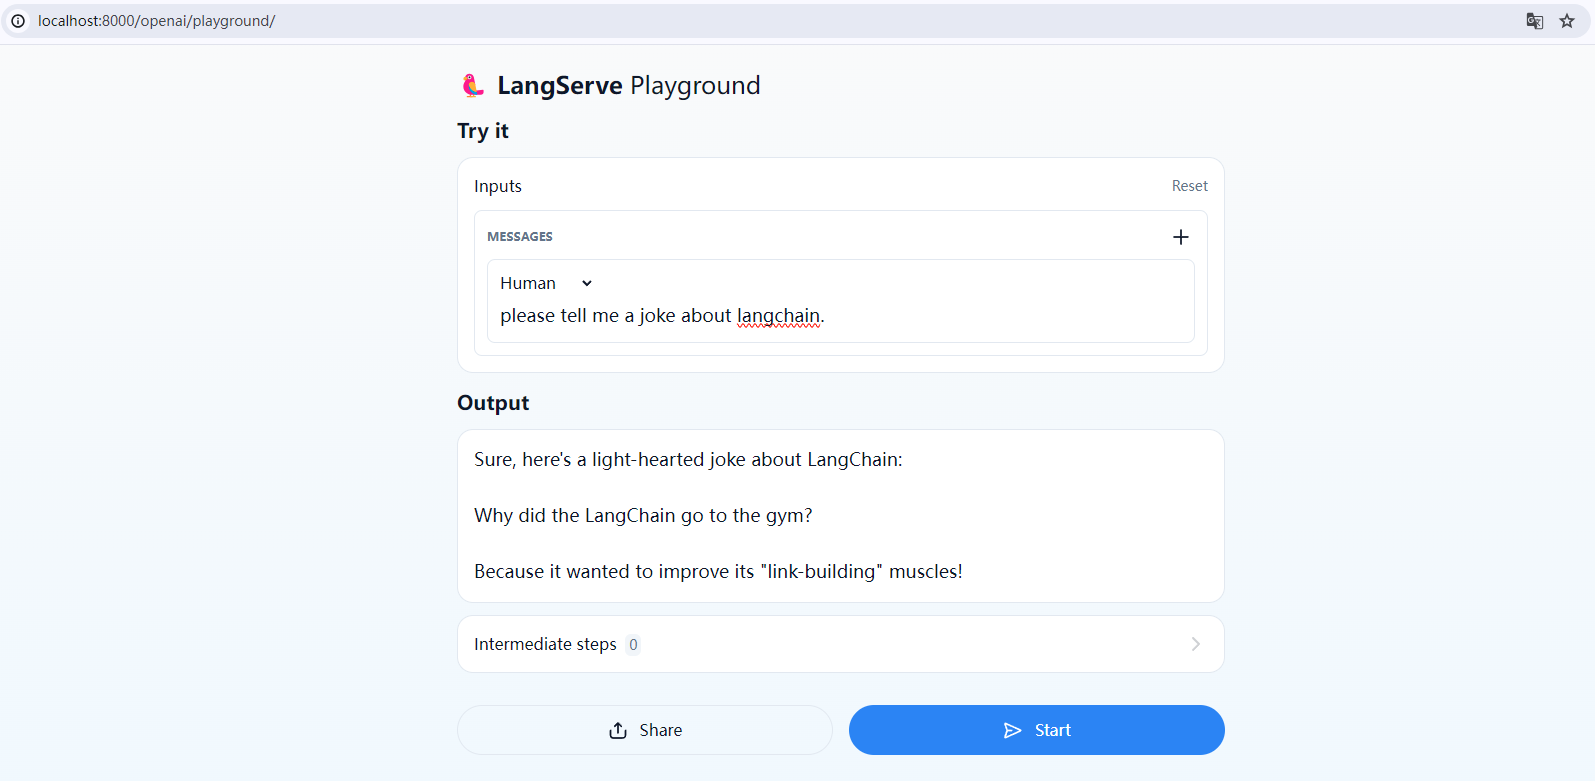 localhost:8000/openai/playground/
LangServe Playground
Try it
Inputs
Reset
MESSAGES
Human
please tell me a joke about langchain.
Output
Sure, here's a light-hearted joke about LangChain:
Why did the LangChain go to the gym?
Because it wanted to improve its "link-building" muscles!
Intermediate steps 0
Share
Start